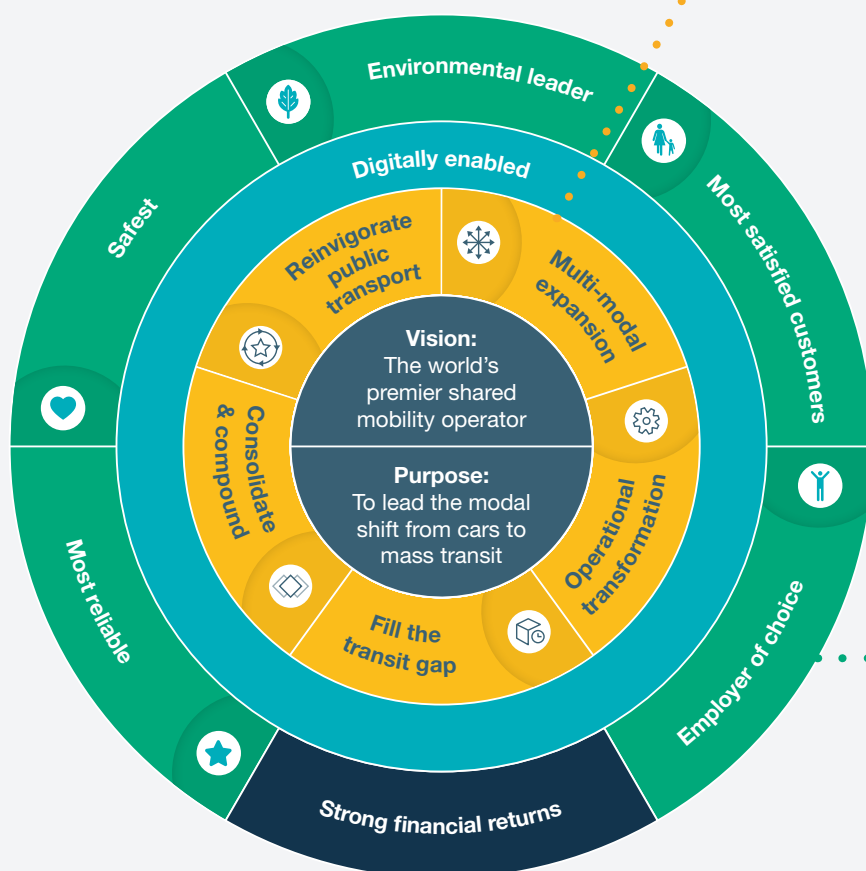 Environmental leader
Most satisfied customers
Employer of choice
Strong financial returns
Most reliable
Safest
Digitally enabled
Reinvigorate
public
transport
Multi-modal
expansion
Operational
transformation
Fill the
transit gap
Consolidate
& compound
Vision:
The world’s
premier shared
mobility operator
Purpose:
To lead the modal
shift from cars to
mass transit